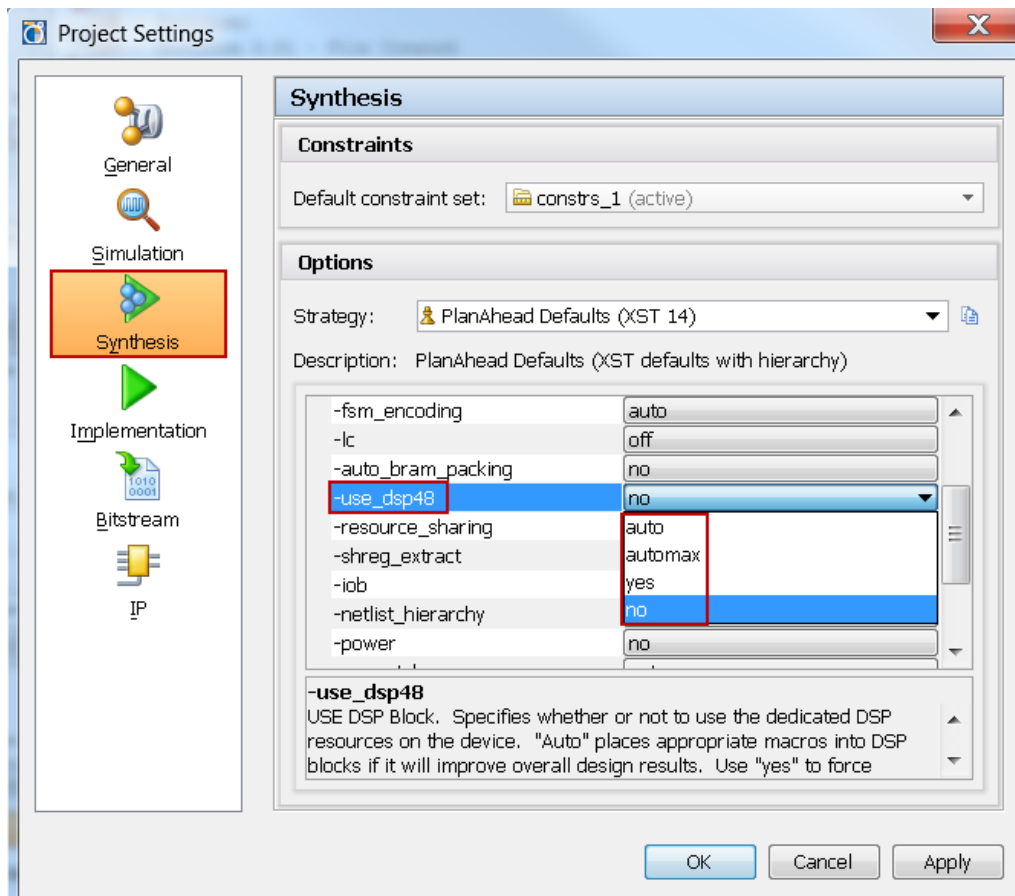 Project Settings
General
Simulation
Synthesis
Implementation
Bitstream
IP
Synthesis
Constraints
Default constraint set: constrs_1 (active)
Options
Strategy: PlanAhead Defaults (XST 14)
Description: PlanAhead Defaults (XST defaults with hierarchy)
-fsm_encoding auto
-lc off
-auto_bram_packing no
-use_dsp48 no
-resource_sharing auto
-shreg_extract automax
-iob yes
-netlist_hierarchy no
-power no
-use_dsp48
USE DSP Block. Specifies whether or not to use the dedicated DSP
resources on the device. "Auto" places appropriate macros into DSP
blocks if it will improve overall design results. Use "yes" to force
OK Cancel Apply